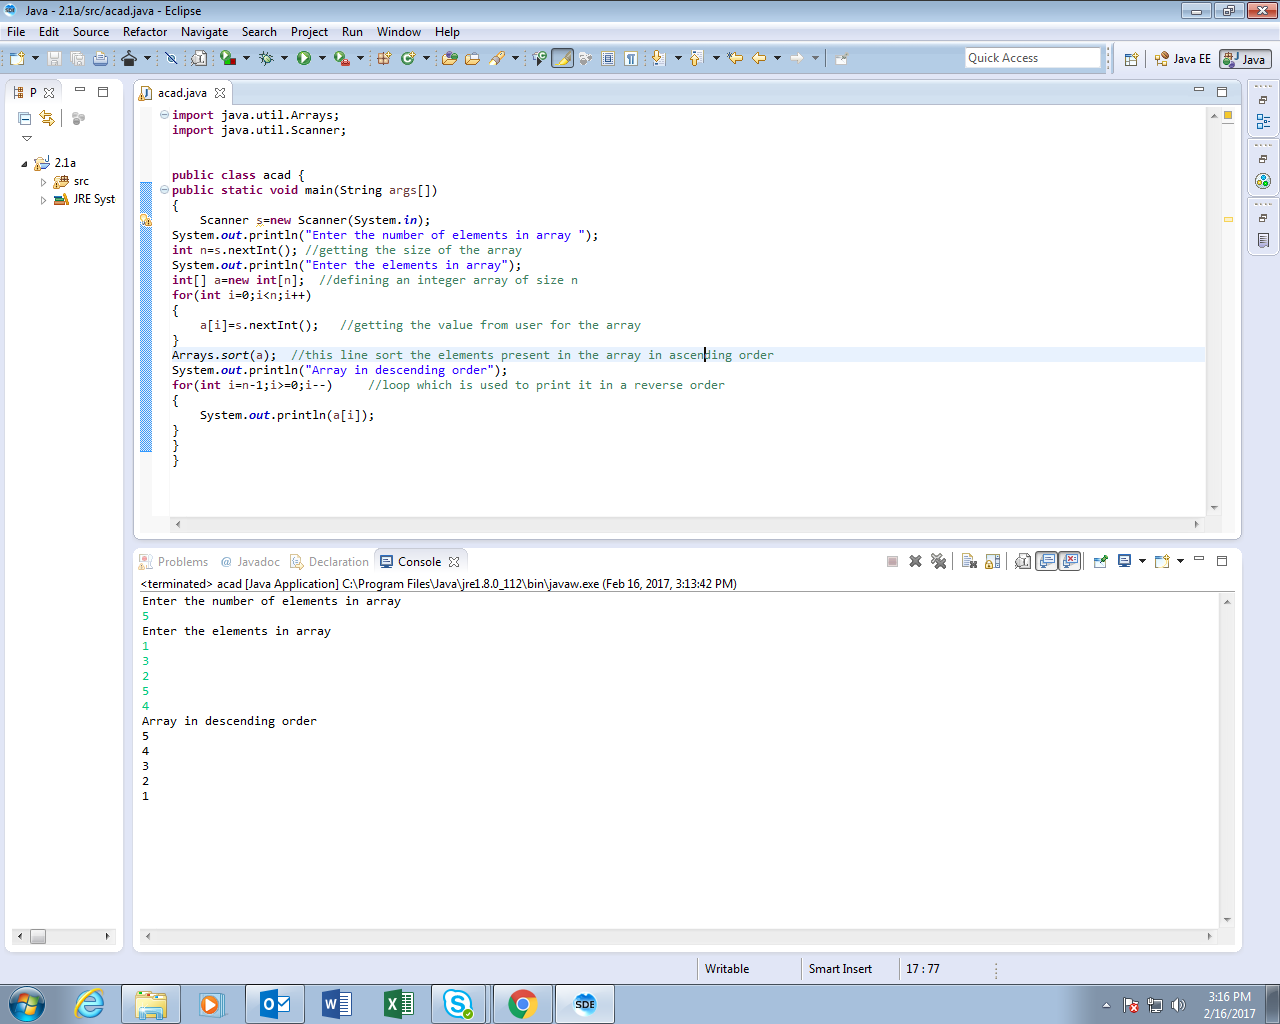 Java - 2.1a/src/acad.java - Eclipse
File Edit Source Refactor Navigate Search Project Run Window Help
Quick Access
Java EE
Java
P
acad.java
2.1a
src
JRE Syst
import java.util.Arrays;
import java.util.Scanner;
public class acad {
public static void main(String args[])
{
Scanner s=new Scanner(System.in);
System.out.println("Enter the number of elements in array ");
int n=s.nextInt(); //getting the size of the array
System.out.println("Enter the elements in array");
int[] a=new int[n];  //defining an integer array of size n
for(int i=0;i<n;i++)
{
a[i]=s.nextInt();   //getting the value from user for the array
}
Arrays.sort(a);  //this line sort the elements present in the array in ascending order
System.out.println("Array in descending order");
for(int i=n-1;i>=0;i--)     //loop which is used to print it in a reverse order
{
System.out.println(a[i]);
}
}
}
Problems @ Javadoc Declaration Console
<terminated> acad [Java Application] C:\Program Files\Java\jre1.8.0_112\bin\javaw.exe (Feb 16, 2017, 3:13:42 PM)
Enter the number of elements in array
5
Enter the elements in array
1
3
2
5
4
Array in descending order
5
4
3
2
1
Writable Smart Insert 17 : 77
SDE
3:16 PM
2/16/2017